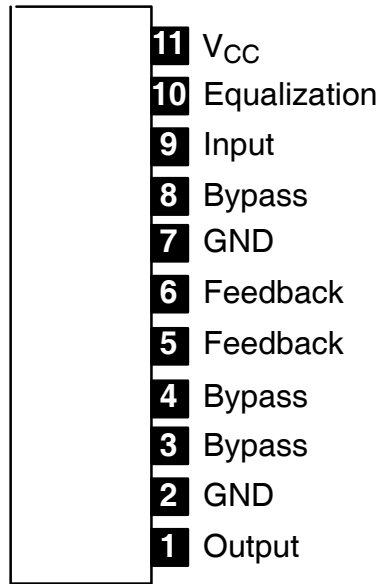 11 VCC
10 Equalization
9 Input
8 Bypass
7 GND
6 Feedback
5 Feedback
4 Bypass
3 Bypass
2 GND
1 Output